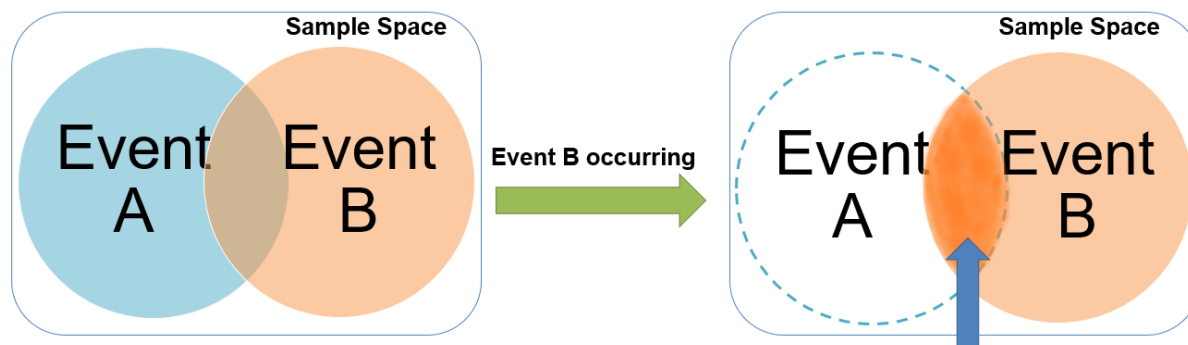 Sample Space
Event
A
Event
B
Event B occurring
Sample Space
Event
A
Event
B